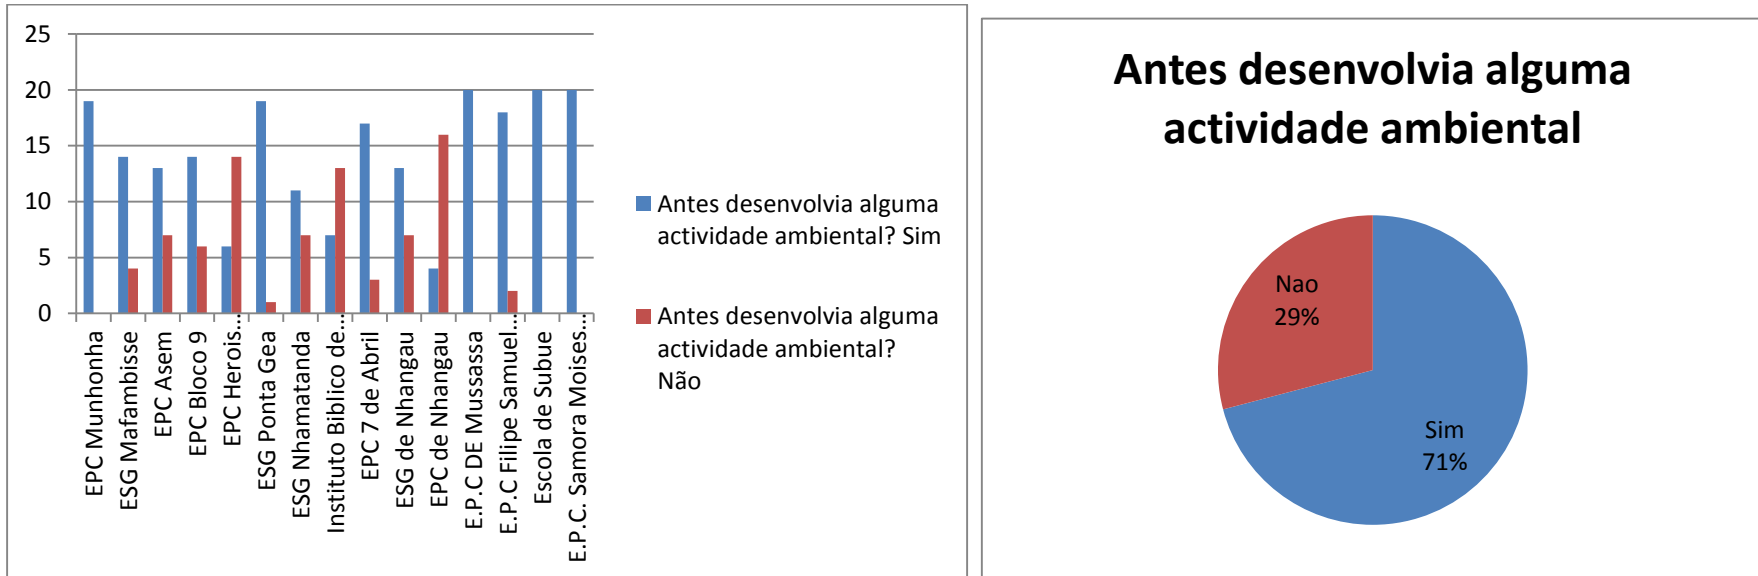 25
20
15
10
5
0
EPC Munhonha
ESG Mafambisse
EPC Asem
EPC Bloco 9
EPC Herois...
ESG Ponta Gea
ESG Nhamatanda
Instituto Biblico de...
EPC 7 de Abril
ESG de Nhangau
EPC de Nhangau
E.P.C DE Mussassa
E.P.C Filipe Samuel...
Escola de Subue
E.P.C. Samora Moises...
Antes desenvolvia alguma
actividade ambiental? Sim
Antes desenvolvia alguma
actividade ambiental?
Não
Antes desenvolvia alguma
actividade ambiental
Nao
29%
Sim
71%